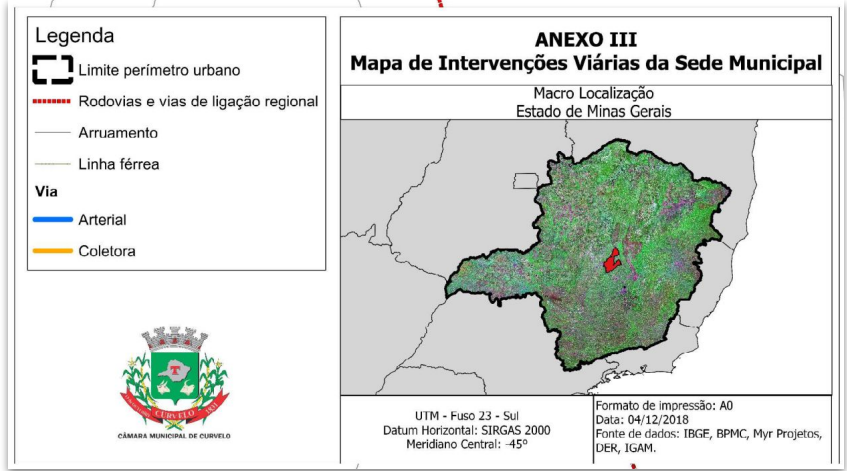 Legenda
Limite perímetro urbano
Rodovias e vias de ligação regional
Arruamento
Linha férrea
Via
Arterial
Coletora
CURVELO
CÂMARA MUNICIPAL DE CURVELO
ANEXO III
Mapa de Intervenções Viárias da Sede Municipal
Macro Localização
Estado de Minas Gerais
UTM - Fuso 23 - Sul
Datum Horizontal: SIRGAS 2000
Meridiano Central: -45º
Formato de impressão: A0
Data: 04/12/2018
Fonte de dados: IBGE, BPMC, Myr Projetos,
DER, IGAM.